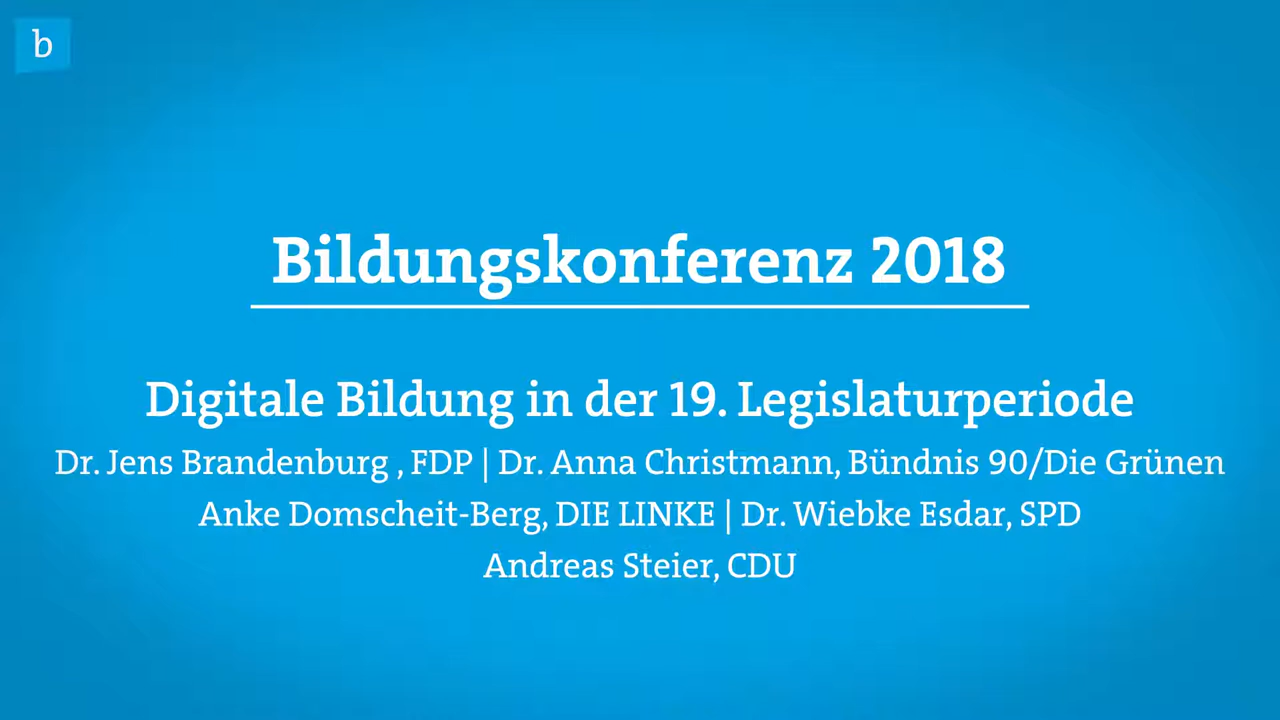 b
Bildungskonferenz 2018
Digitale Bildung in der 19. Legislaturperiode
Dr. Jens Brandenburg , FDP | Dr. Anna Christmann, Bündnis 90/Die Grünen
Anke Domscheit-Berg, DIE LINKE | Dr. Wiebke Esdar, SPD
Andreas Steier, CDU